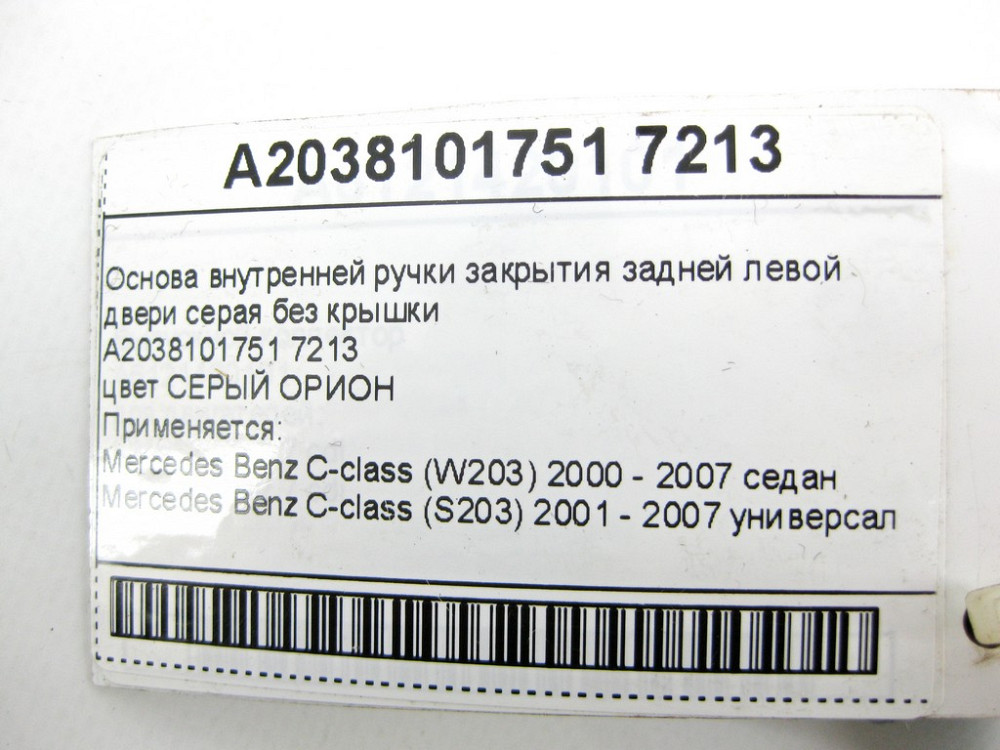 A2038101751 7213
Основа внутренней ручки закрытия задней левой
двери серая без крышки
A2038101751 7213
цвет СЕРЫЙ ОРИОН
Применяется:
Mercedes Benz C-class (W203) 2000 - 2007 седан
Mercedes Benz C-class (S203) 2001 - 2007 универсал